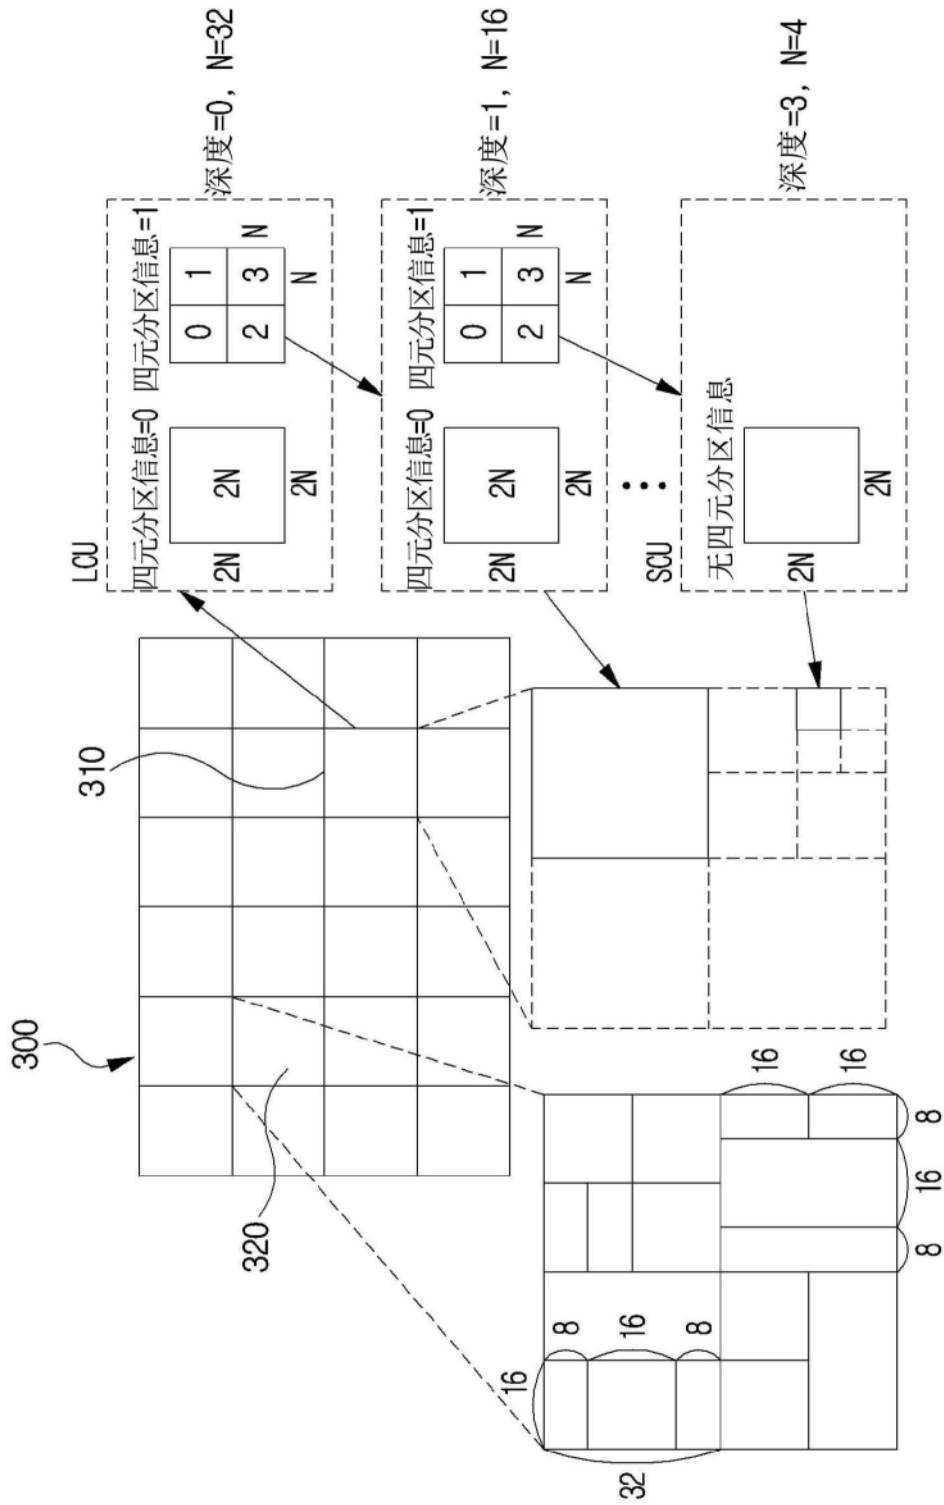 300
310
320
LCU
四元分区信息=0 四元分区信息=1
2N
2N
2N
0 1
2 3
N
N
深度=0, N=32
四元分区信息=0 四元分区信息=1
2N
2N
2N
0 1
2 3
N
N
深度=1, N=16
SCU
无四元分区信息
2N
2N
深度=3, N=4
16
8
16
8
32
16
16
8
16
8